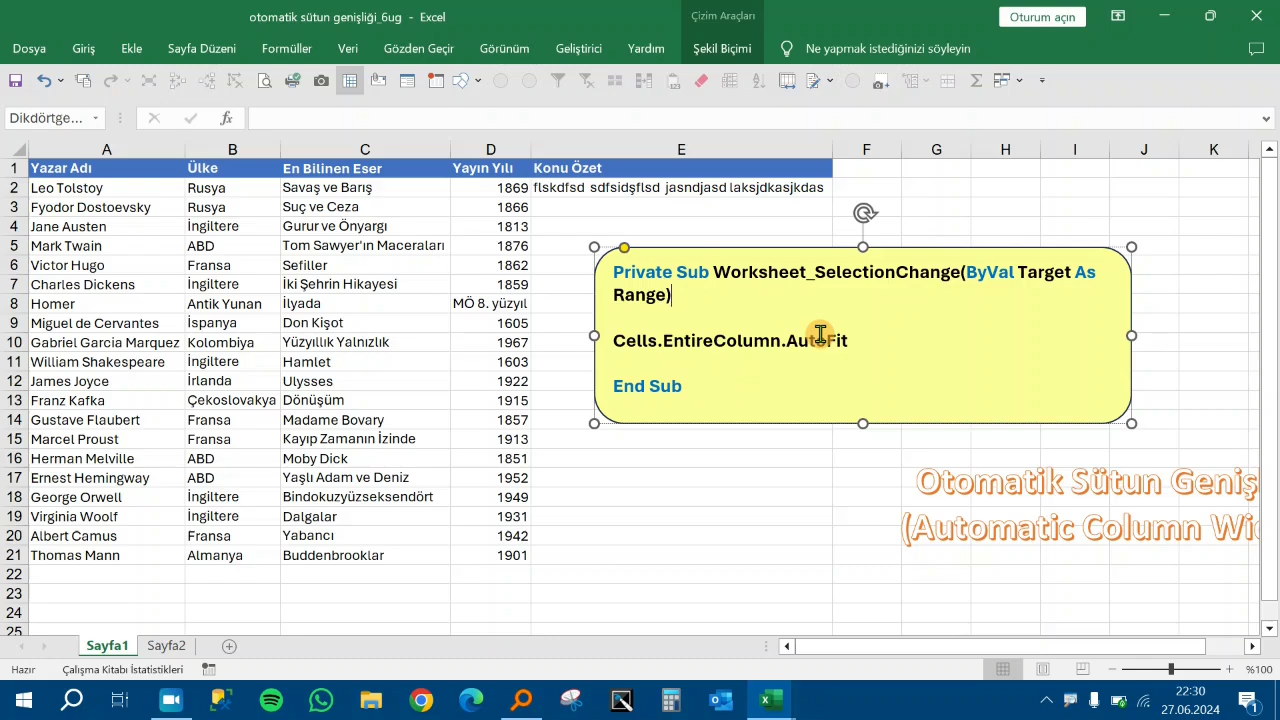 otomatik sütun genişliği_6ug - Excel
Çizim Araçları
Oturum açın
Dosya Giriş Ekle Sayfa Düzeni Formüller Veri Gözden Geçir Görünüm Geliştirici Yardım Şekil Biçimi Ne yapmak istediğinizi söyleyin
Dikdörtge... fx
A B C D E F G H I J K
1 Yazar Adı Ülke En Bilinen Eser Yayın Yılı Konu Özet
2 Leo Tolstoy Rusya Savaş ve Barış 1869 flskdfsd sdfsidşflsd jasndjasd laksjdkasjkdas
3 Fyodor Dostoevsky Rusya Suç ve Ceza 1866
4 Jane Austen İngiltere Gurur ve Önyargı 1813
5 Mark Twain ABD Tom Sawyer'ın Maceraları 1876
6 Victor Hugo Fransa Sefiller 1862
7 Charles Dickens İngiltere İki Şehrin Hikayesi 1859
8 Homer Antik Yunan İlyada MÖ 8. yüzyıl
9 Miguel de Cervantes İspanya Don Kişot 1605
10 Gabriel Garcia Marquez Kolombiya Yüzyıllık Yalnızlık 1967
11 William Shakespeare İngiltere Hamlet 1603
12 James Joyce İrlanda Ulysses 1922
13 Franz Kafka Çekoslovakya Dönüşüm 1915
14 Gustave Flaubert Fransa Madame Bovary 1857
15 Marcel Proust Fransa Kayıp Zamanın İzinde 1913
16 Herman Melville ABD Moby Dick 1851
17 Ernest Hemingway ABD Yaşlı Adam ve Deniz 1952
18 George Orwell İngiltere Bindokuzyüzseksendört 1949
19 Virginia Woolf İngiltere Dalgalar 1931
20 Albert Camus Fransa Yabancı 1942
21 Thomas Mann Almanya Buddenbrooklar 1901
22
23
24
25
Private Sub Worksheet_SelectionChange(ByVal Target As
Range)
Cells.EntireColumn.AutoFit
End Sub
Otomatik Sütun Geniş
(Automatic Column Wi
Sayfa1 Sayfa2
Hazır Çalışma Kitabı İstatistikleri %100
22:30
27.06.2024